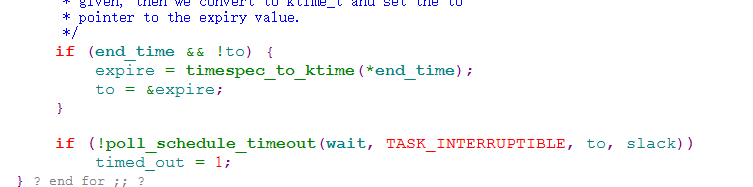 * given, then we convert to ktime_t and set the to
* pointer to the expiry value.
*/
if (end_time && !to) {
expire = timespec_to_ktime(*end_time);
to = &expire;
}
if (!poll_schedule_timeout(wait, TASK_INTERRUPTIBLE, to, slack))
timed_out = 1;
} ? end for ;; ?